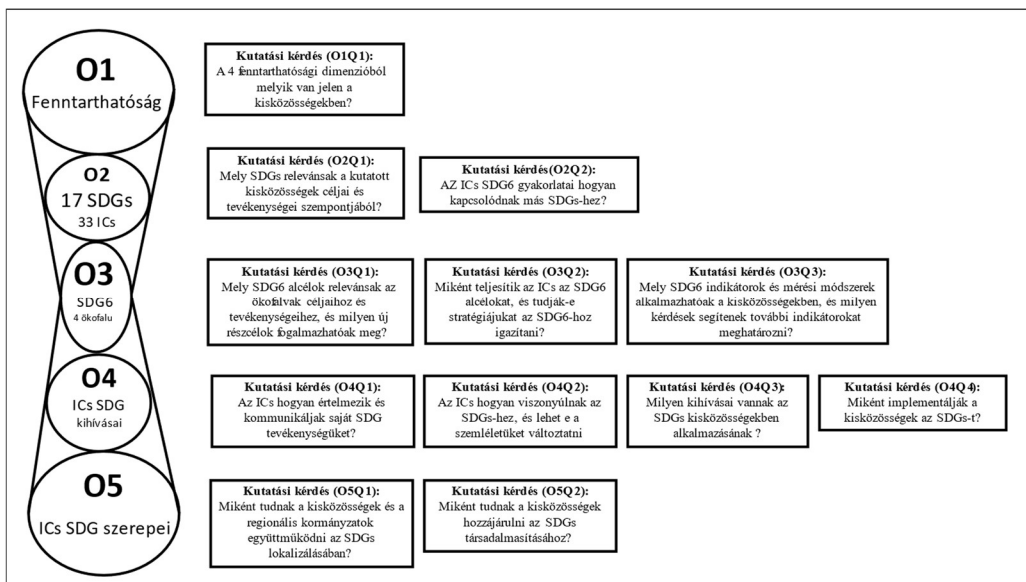 O1
Fenntarthatóság
Kutatási kérdés (O1Q1):
A 4 fenntarthatósági dimenzióból
melyik van jelen a
kisközösségekben?
O2
17 SDGs
33 ICs
Kutatási kérdés (O2Q1):
Mely SDGs relevánsak a kutatott
kisközösségek céljai és
tevékenységei szempontjából?
Kutatási kérdés(O2Q2):
AZ ICs SDG6 gyakorlatai hogyan
kapcsolódnak más SDGs-hez?
O3
SDG6
4 ökofalu
Kutatási kérdés (O3Q1):
Mely SDG6 alcélok relevánsak az
ökofalvak céljaihoz és
tevékenységeihez, és milyen új
részcélok fogalmazhatóak meg?
Kutatási kérdés (O3Q2):
Miként teljesítik az ICs az SDG6
alcélokat, és tudják-e
stratégiájukat az SDG6-hoz
igazítani?
Kutatási kérdés (O3Q3):
Mely SDG6 indikátorok és mérési módszerek
alkalmazhatóak a kisközösségekben, és milyen
kérdések segítenek további indikátorokat
meghatározni?
O4
ICs SDG
kihívásai
Kutatási kérdés (O4Q1):
Az ICs hogyan értelmezik és
kommunikáljak saját SDG
tevékenységüket?
Kutatási kérdés (O4Q2):
Az ICs hogyan viszonyúlnak az
SDGs-hez, és lehet e a
szemléletüket változtatni
Kutatási kérdés (O4Q3):
Milyen kihívásai vannak az
SDGs kisközösségekben
alkalmazásának ?
Kutatási kérdés (O4Q4):
Miként implementálják a
kisközösségek az SDGs-t?
O5
ICs SDG szerepei
Kutatási kérdés (O5Q1):
Miként tudnak a kisközösségek és a
regionális kormányzatok
együttműködni az SDGs
lokalizálásában?
Kutatási kérdés (O5Q2):
Miként tudnak a kisközösségek
hozzájárulni az SDGs
társadalmasításához?